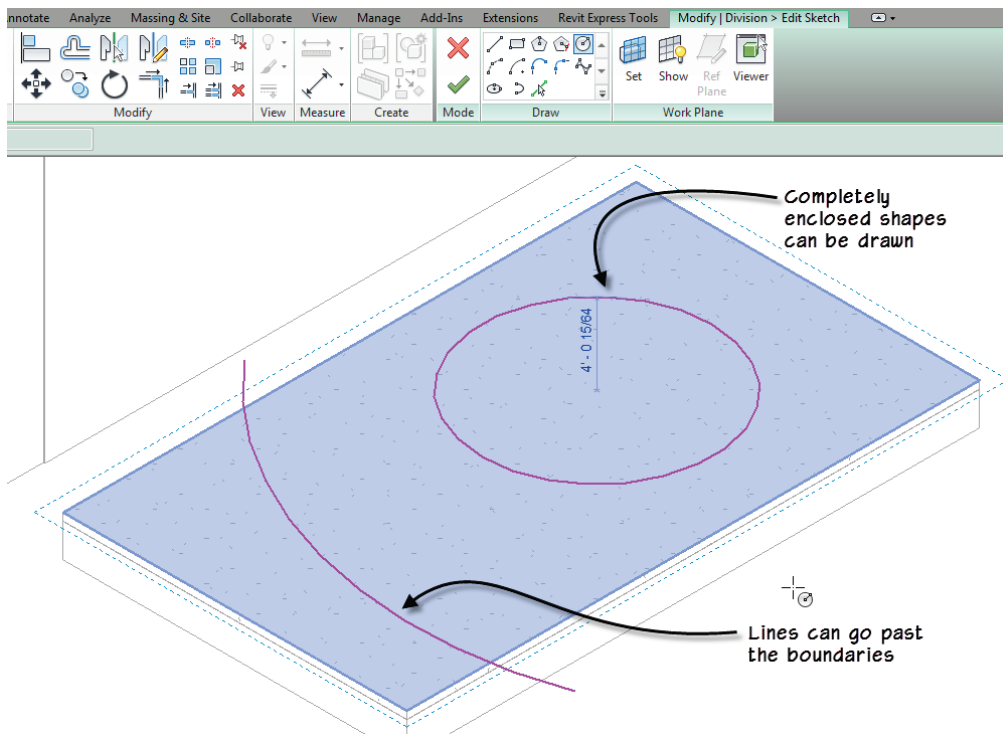 nnotate Analyze Massing & Site Collaborate View Manage Add-Ins Extensions Revit Express Tools Modify | Division > Edit Sketch
Set Show Ref Plane Viewer
Modify View Measure Create Mode Draw Work Plane
Completely
enclosed shapes
can be drawn
4' - 0 15/64
Lines can go past
the boundaries